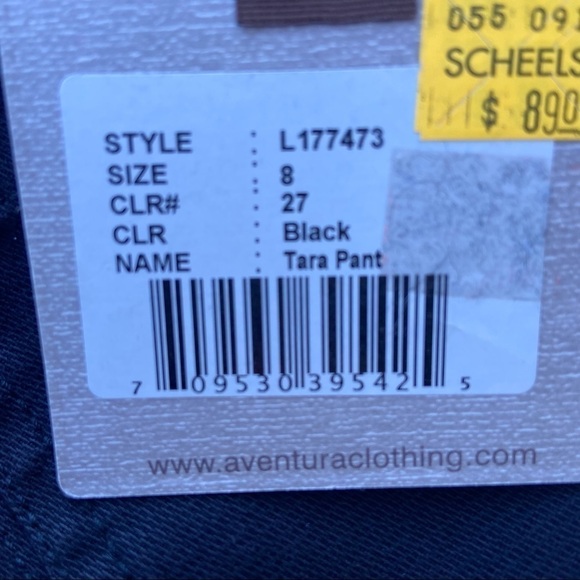 055 09
SCHEELS
$ 890
STYLE : L177473
SIZE : 8
CLR# : 27
CLR : Black
NAME : Tara Pant
7 09530 39542 5
www.aventuraclothing.com